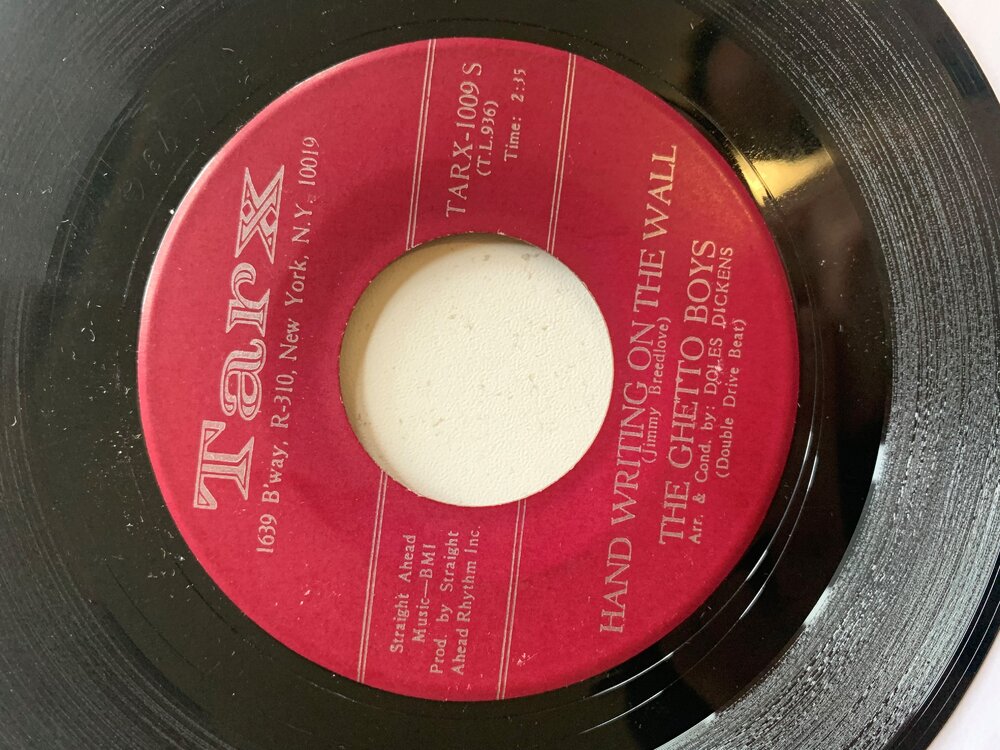 Tarx
1639 B'way, R-310, New York, N.Y. 10019
Straight Ahead
Music—BMI
Prod. by Straight
Ahead Rhythm Inc.
TARX-1009 S
(T.L.936)
Time: 2:35
HAND WRITING ON THE WALL
(Jimmy Breedlove)
THE GHETTO BOYS
Arr. & Cond. by: DOLES DICKENS
(Double Drive Beat)